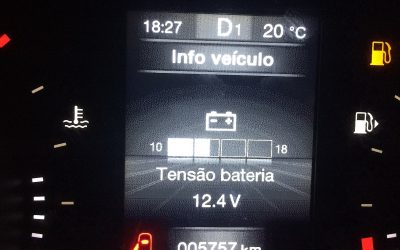 18:27 D1 20 °C
Info veículo
10 18
Tensão bateria
12.4 V
005757 km